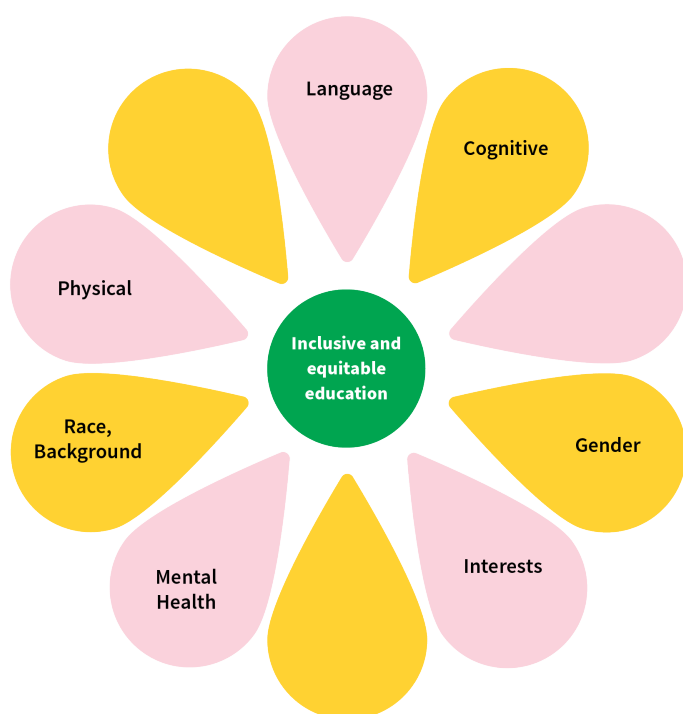 Language
Cognitive
Physical
Inclusive and
equitable
education
Race,
Background
Gender
Interests
Mental
Health